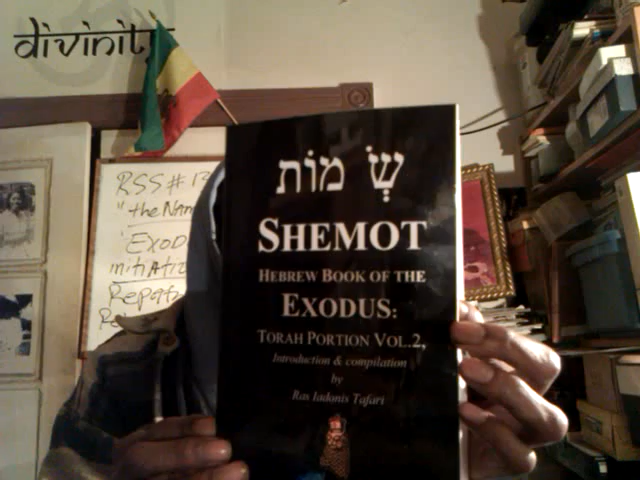 divinity
RSS #
"the NAM
EXOD
initiati
Repat
שְׂ מוֹת
SHEMOT
HEBREW BOOK OF THE
EXODUS:
TORAH PORTION VOL.2,
Introduction & compilation
by
Ras Iadonis Tafari